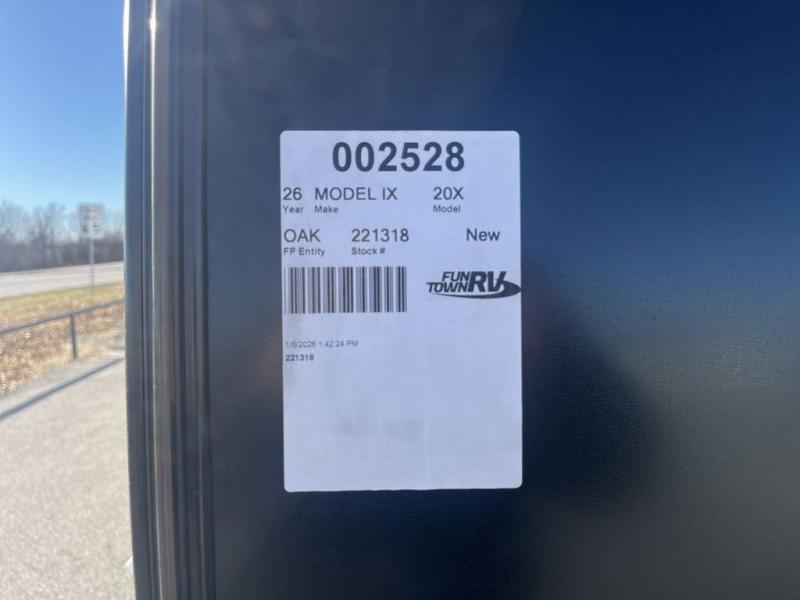 002528
26 MODEL IX 20X
Year Make Model
OAK 221318 New
FP Entity Stock #
FUN
TOWN RV
1/6/2026 1:42:24 PM
221318